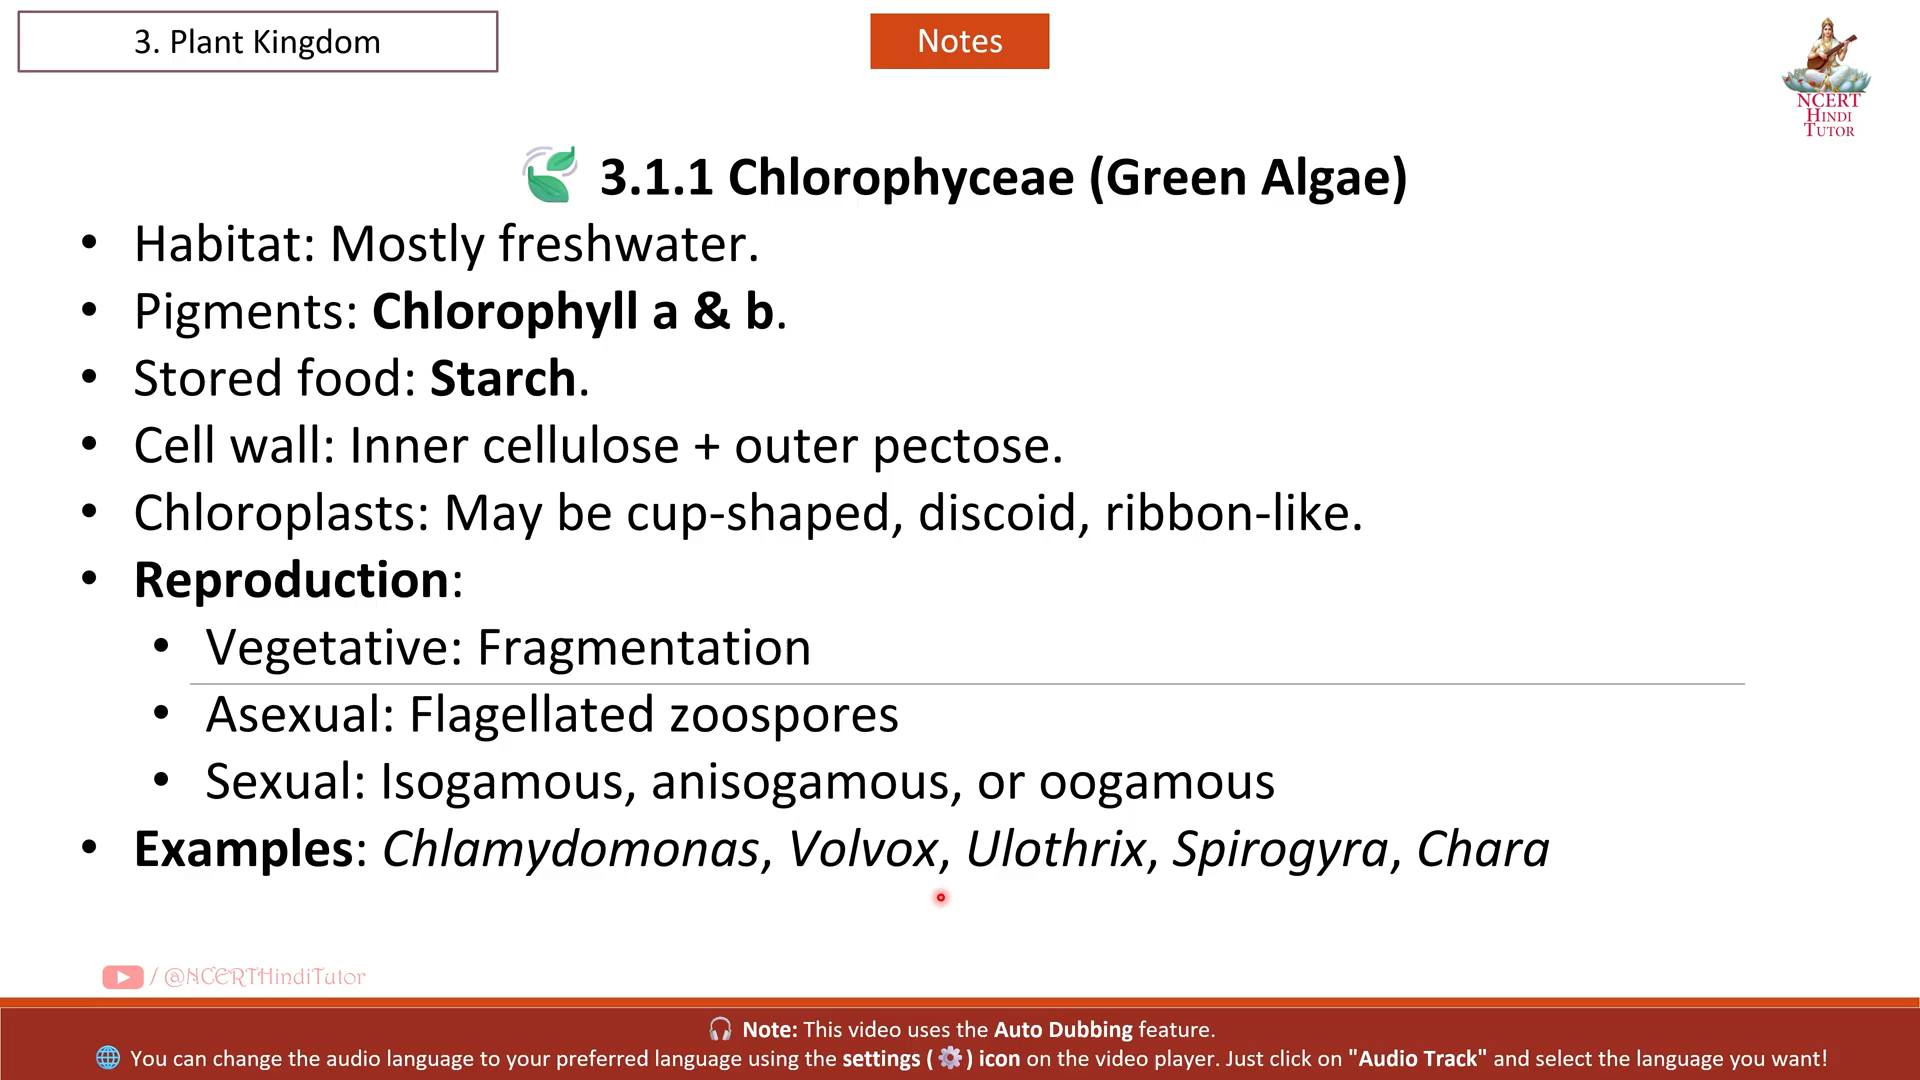 3. Plant Kingdom
Notes
NCERT
HINDI
TUTOR
3.1.1 Chlorophyceae (Green Algae)
• Habitat: Mostly freshwater.
• Pigments: Chlorophyll a & b.
• Stored food: Starch.
• Cell wall: Inner cellulose + outer pectose.
• Chloroplasts: May be cup-shaped, discoid, ribbon-like.
• Reproduction:
• Vegetative: Fragmentation
• Asexual: Flagellated zoospores
• Sexual: Isogamous, anisogamous, or oogamous
• Examples: Chlamydomonas, Volvox, Ulothrix, Spirogyra, Chara
/ @NCERTHindiTutor
🎧 Note: This video uses the Auto Dubbing feature.
🌐 You can change the audio language to your preferred language using the settings (⚙️) icon on the video player. Just click on "Audio Track" and select the language you want!